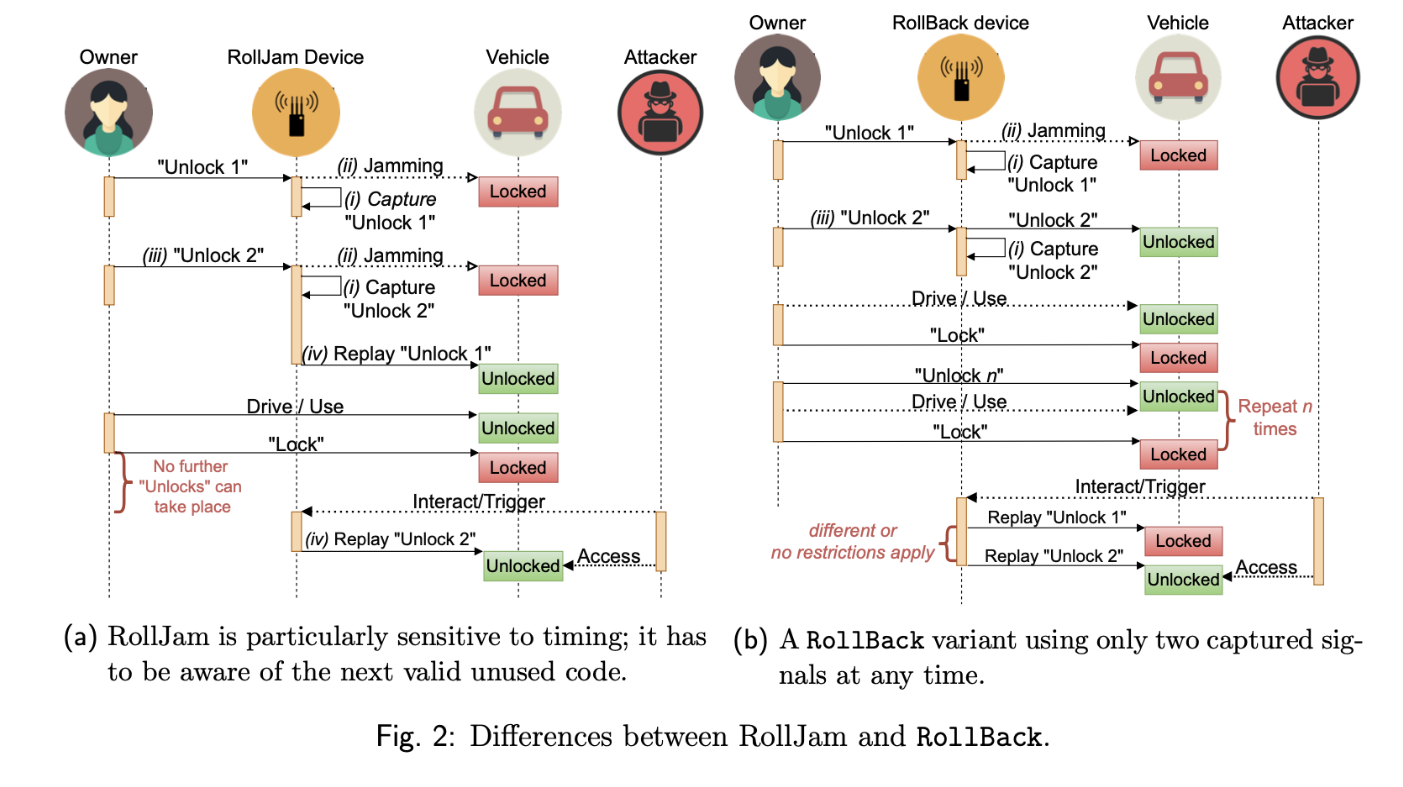 Owner
RollJam Device
Vehicle
Attacker
"Unlock 1"
(ii) Jamming
Locked
(i) Capture
"Unlock 1"
(iii) "Unlock 2"
(ii) Jamming
Locked
(i) Capture
"Unlock 2"
(iv) Replay "Unlock 1"
Unlocked
Drive / Use
Unlocked
"Lock"
Locked
No further
"Unlocks" can
take place
Interact/Trigger
(iv) Replay "Unlock 2"
Unlocked
Access
(a) RollJam is particularly sensitive to timing; it has
to be aware of the next valid unused code.
Owner
RollBack device
Vehicle
Attacker
"Unlock 1"
(ii) Jamming
Locked
(i) Capture
"Unlock 1"
(iii) "Unlock 2"
"Unlock 2"
Unlocked
(i) Capture
"Unlock 2"
Drive / Use
Unlocked
"Lock"
Locked
"Unlock n"
Unlocked
Drive / Use
Repeat n
times
"Lock"
Locked
Interact/Trigger
different or
no restrictions apply
Replay "Unlock 1"
Locked
Replay "Unlock 2"
Unlocked
Access
(b) A RollBack variant using only two captured sig-
nals at any time.
Fig. 2: Differences between RollJam and RollBack.